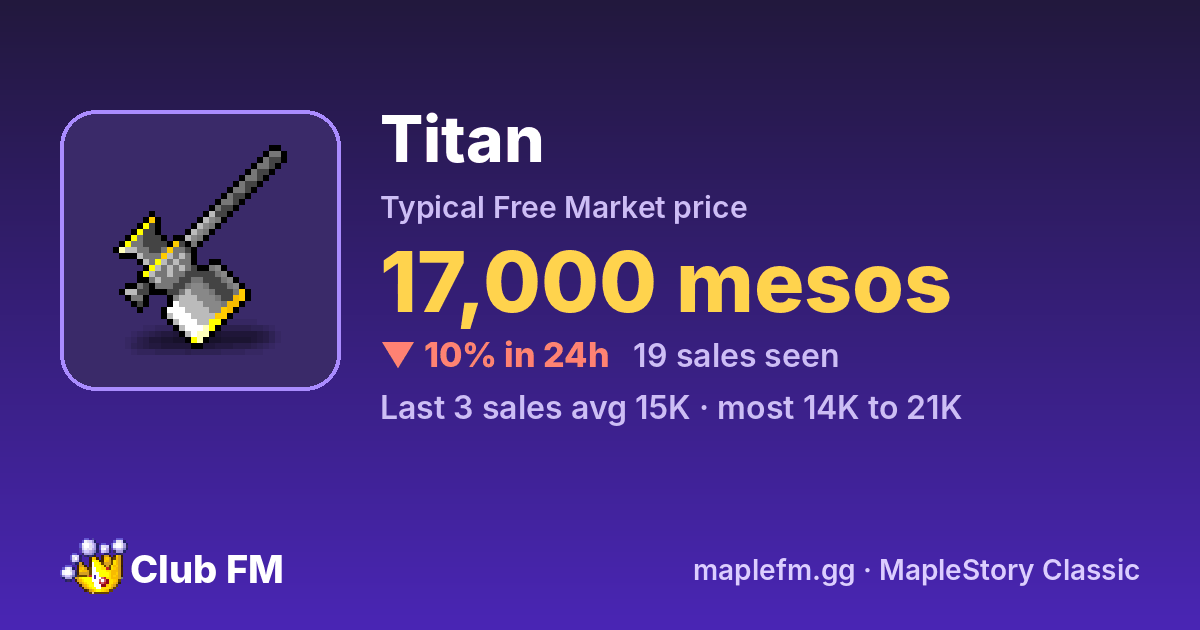 Titan
Typical Free Market price
17,000 mesos
▼ 10% in 24h 19 sales seen
Last 3 sales avg 15K · most 14K to 21K
Club FM
maplefm.gg · MapleStory Classic